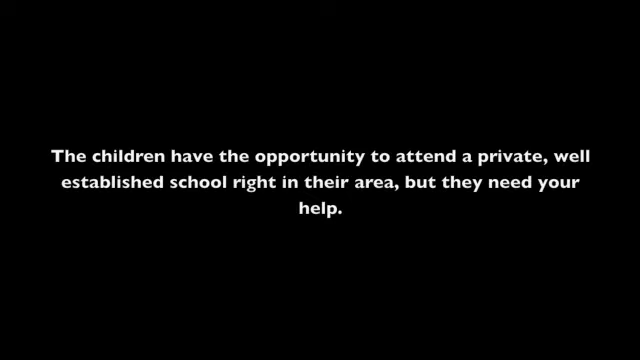 The children have the opportunity to attend a private, well
established school right in their area, but they need your
help.